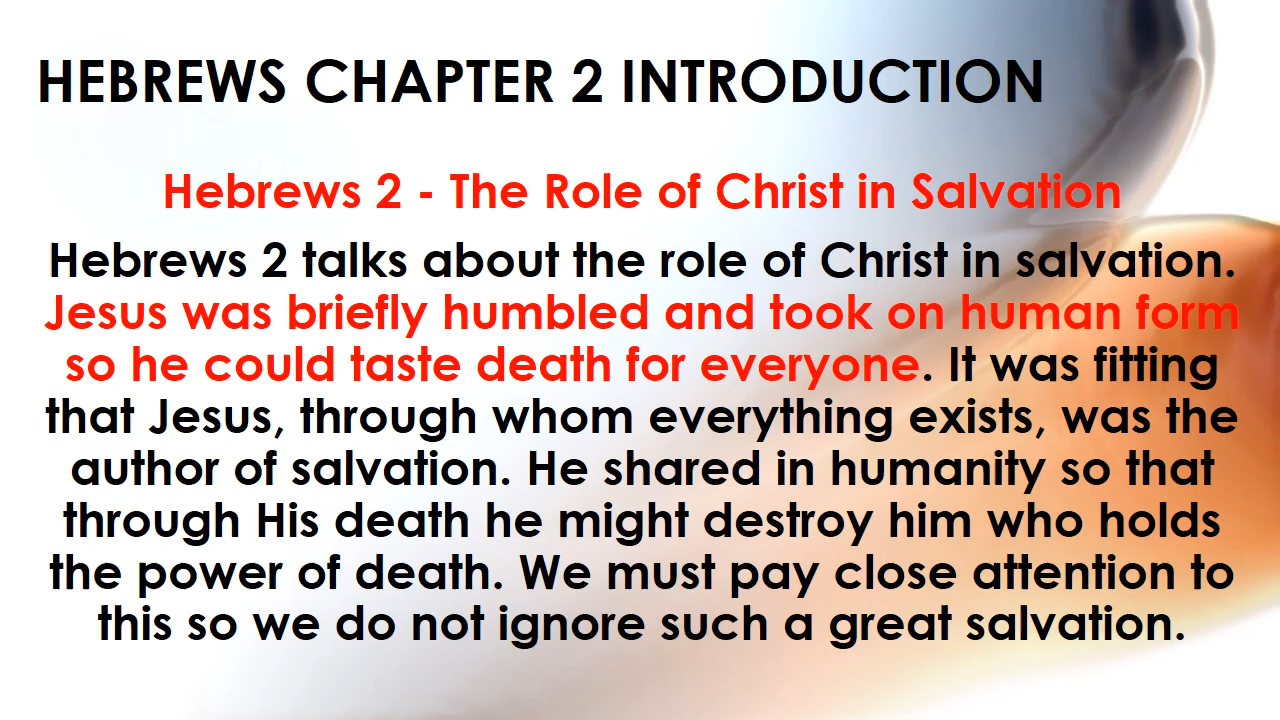 HEBREWS CHAPTER 2 INTRODUCTION
Hebrews 2 - The Role of Christ in Salvation
Hebrews 2 talks about the role of Christ in salvation.
Jesus was briefly humbled and took on human form
so he could taste death for everyone. It was fitting
that Jesus, through whom everything exists, was the
author of salvation. He shared in humanity so that
through His death he might destroy him who holds
the power of death. We must pay close attention to
this so we do not ignore such a great salvation.